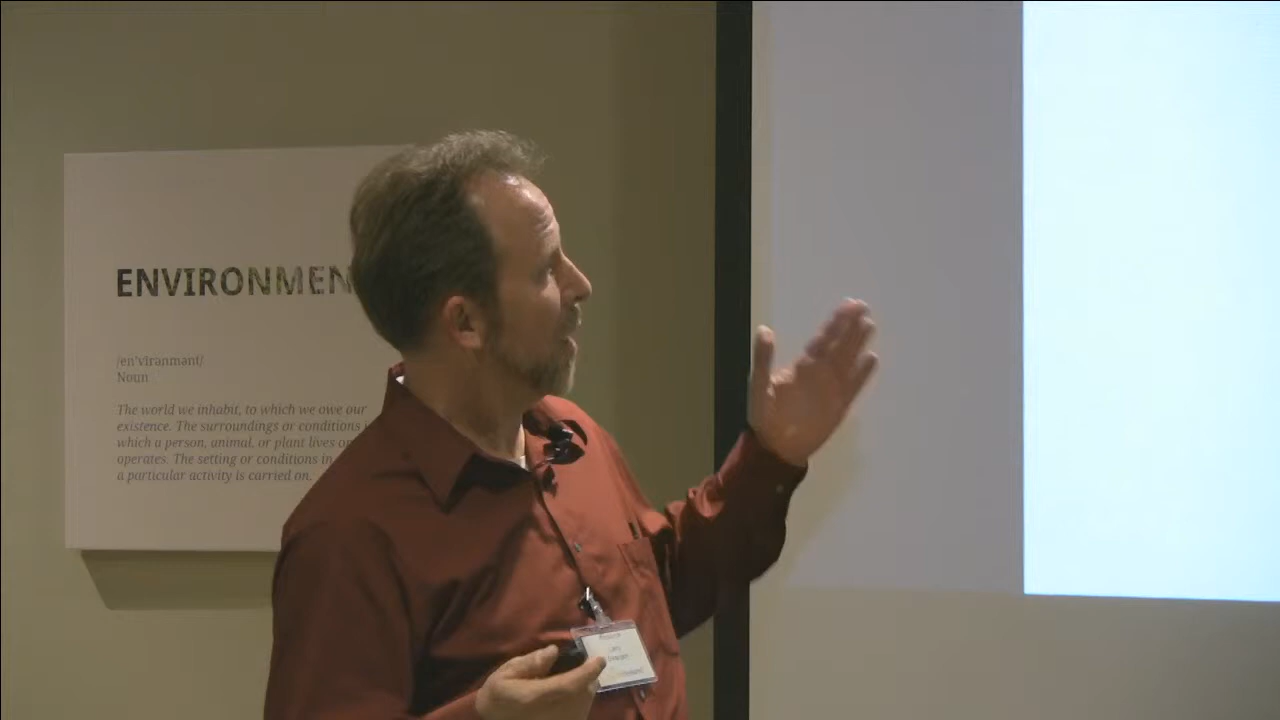 ENVIRONMEN
/en'vīrənmənt/
Noun
The world we inhabit, to which we owe our
existence. The surroundings or conditions
which a person, animal, or plant lives or
operates. The setting or conditions in
a particular activity is carried on.